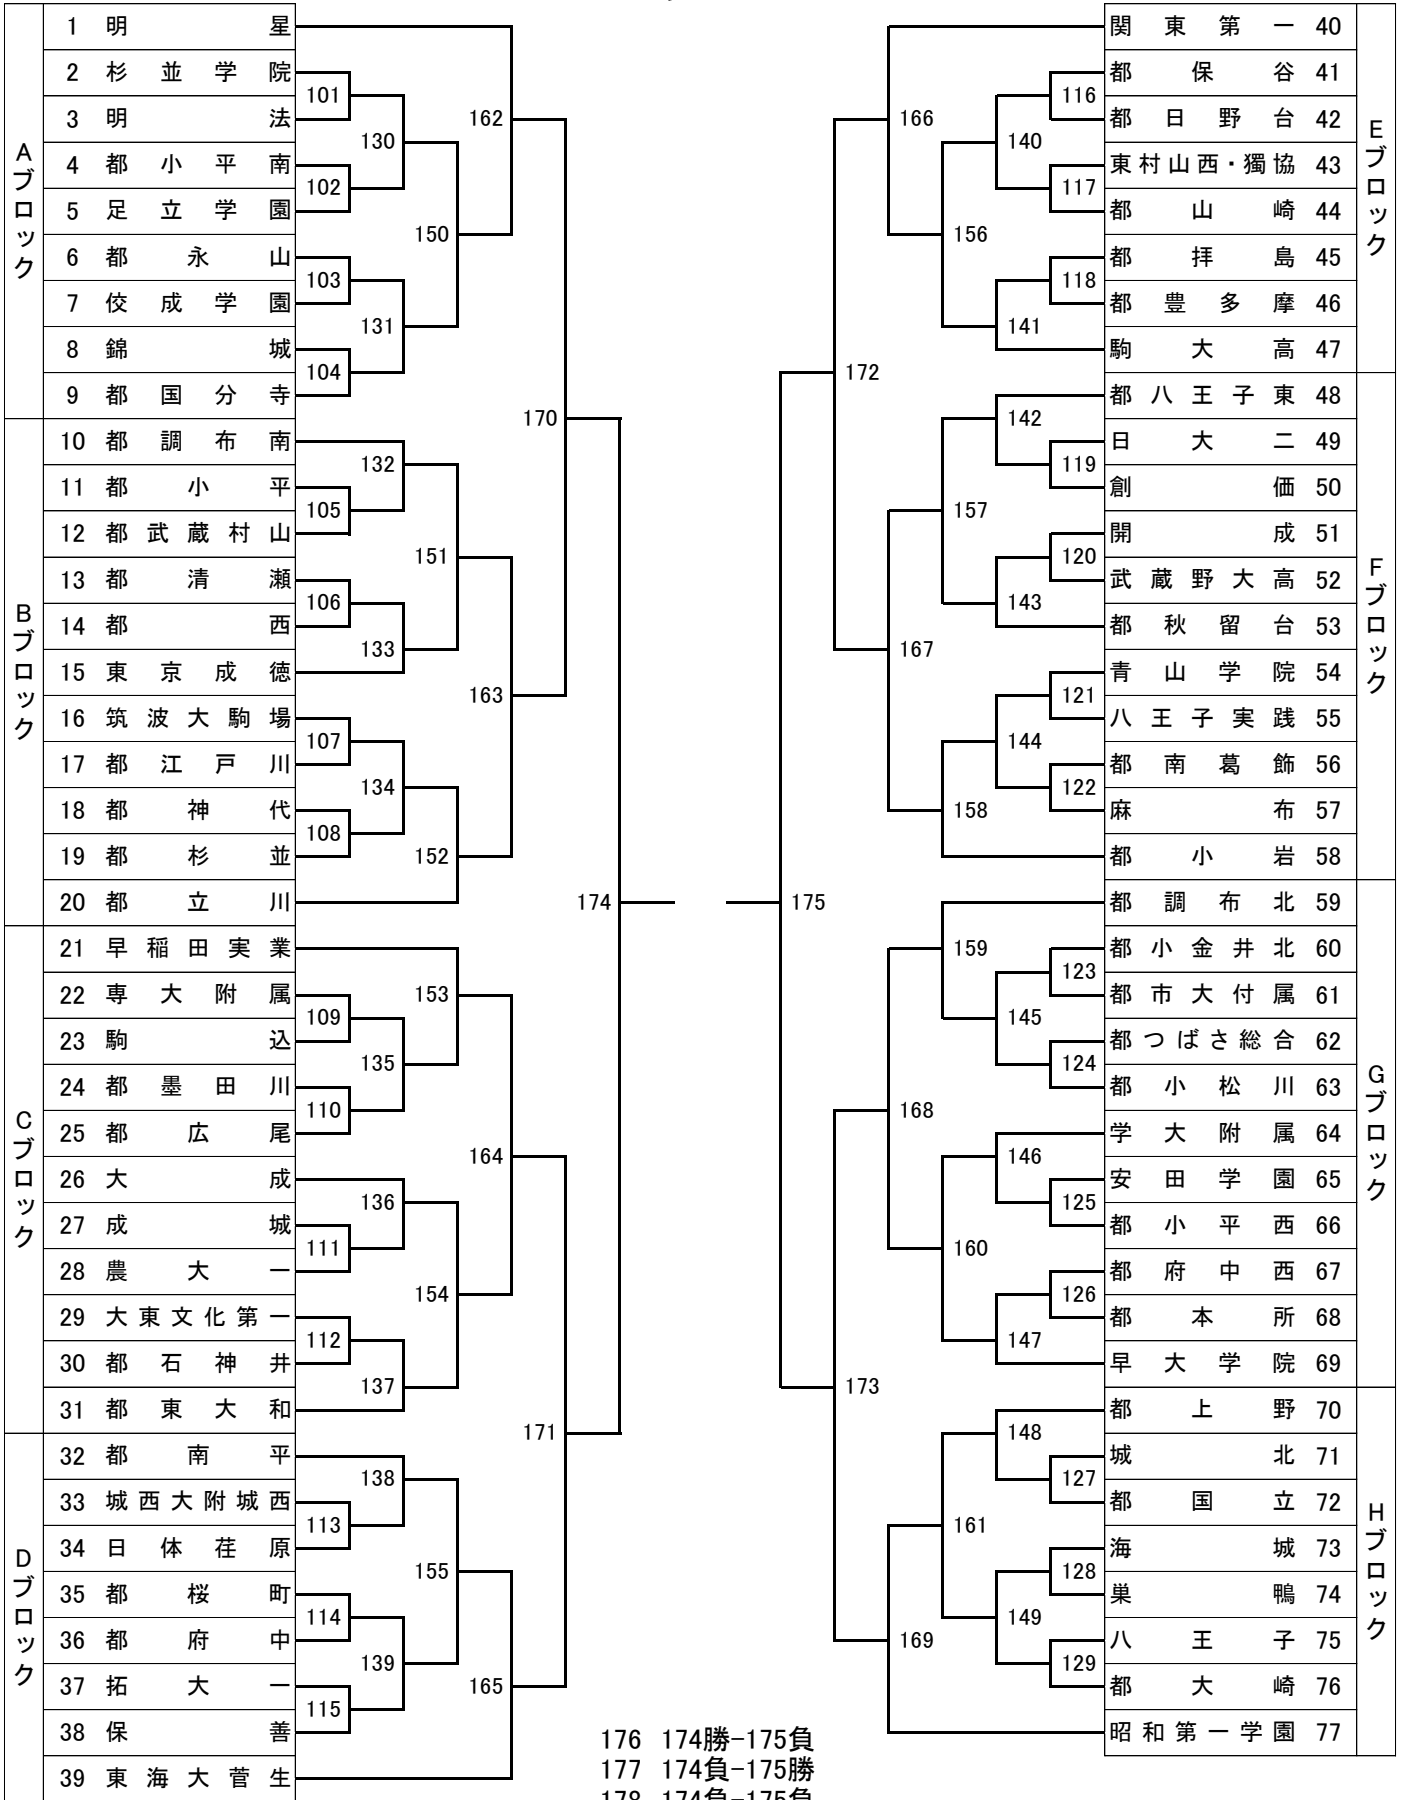 Aブロック
1 明星
2 杉並学院
3 明法
4 都小平南
5 足立学園
6 都永山
7 佼成学園
8 錦城
9 都国分寺
Bブロック
10 都調布南
11 都小平
12 都武蔵村山
13 都清瀬
14 都西
15 東京成徳
16 筑波大駒場
17 都江戸川
18 都神代
19 都杉並
20 都立川
Cブロック
21 早稲田実業
22 専大附属
23 駒込
24 都墨田川
25 都広尾
26 大成
27 成城
28 農大一
29 大東文化第一
30 都石神井
31 都東大和
Dブロック
32 都南平
33 城西大附城西
34 日体荏原
35 都桜町
36 都府中
37 拓大一
38 保善
39 東海大菅生
101
102
103
104
105
106
107
108
109
110
111
112
113
114
115
130
131
132
133
134
135
136
137
138
139
150
151
152
153
154
155
162
163
164
165
170
171
174
175
172
173
166
167
168
169
156
157
158
159
160
161
140
141
142
143
144
145
146
147
148
149
116
117
118
119
120
121
122
123
124
125
126
127
128
129
Eブロック
関東第一 40
都保谷 41
都日野台 42
東村山西・獨協 43
都山崎 44
都拝島 45
都豊多摩 46
駒大高 47
Fブロック
都八王子東 48
日大二 49
創価 50
開成 51
武蔵野大高 52
都秋留台 53
青山学院 54
八王子実践 55
都南葛飾 56
麻布 57
都小岩 58
Gブロック
都調布北 59
都小金井北 60
都市大付属 61
都つばさ総合 62
都小松川 63
学大附属 64
安田学園 65
都小平西 66
都府中西 67
都本所 68
早大学院 69
Hブロック
都上野 70
城北 71
都国立 72
海城 73
巣鴨 74
八王子 75
都大崎 76
昭和第一学園 77
176 174勝-175負
177 174負-175勝
178 174負-175負